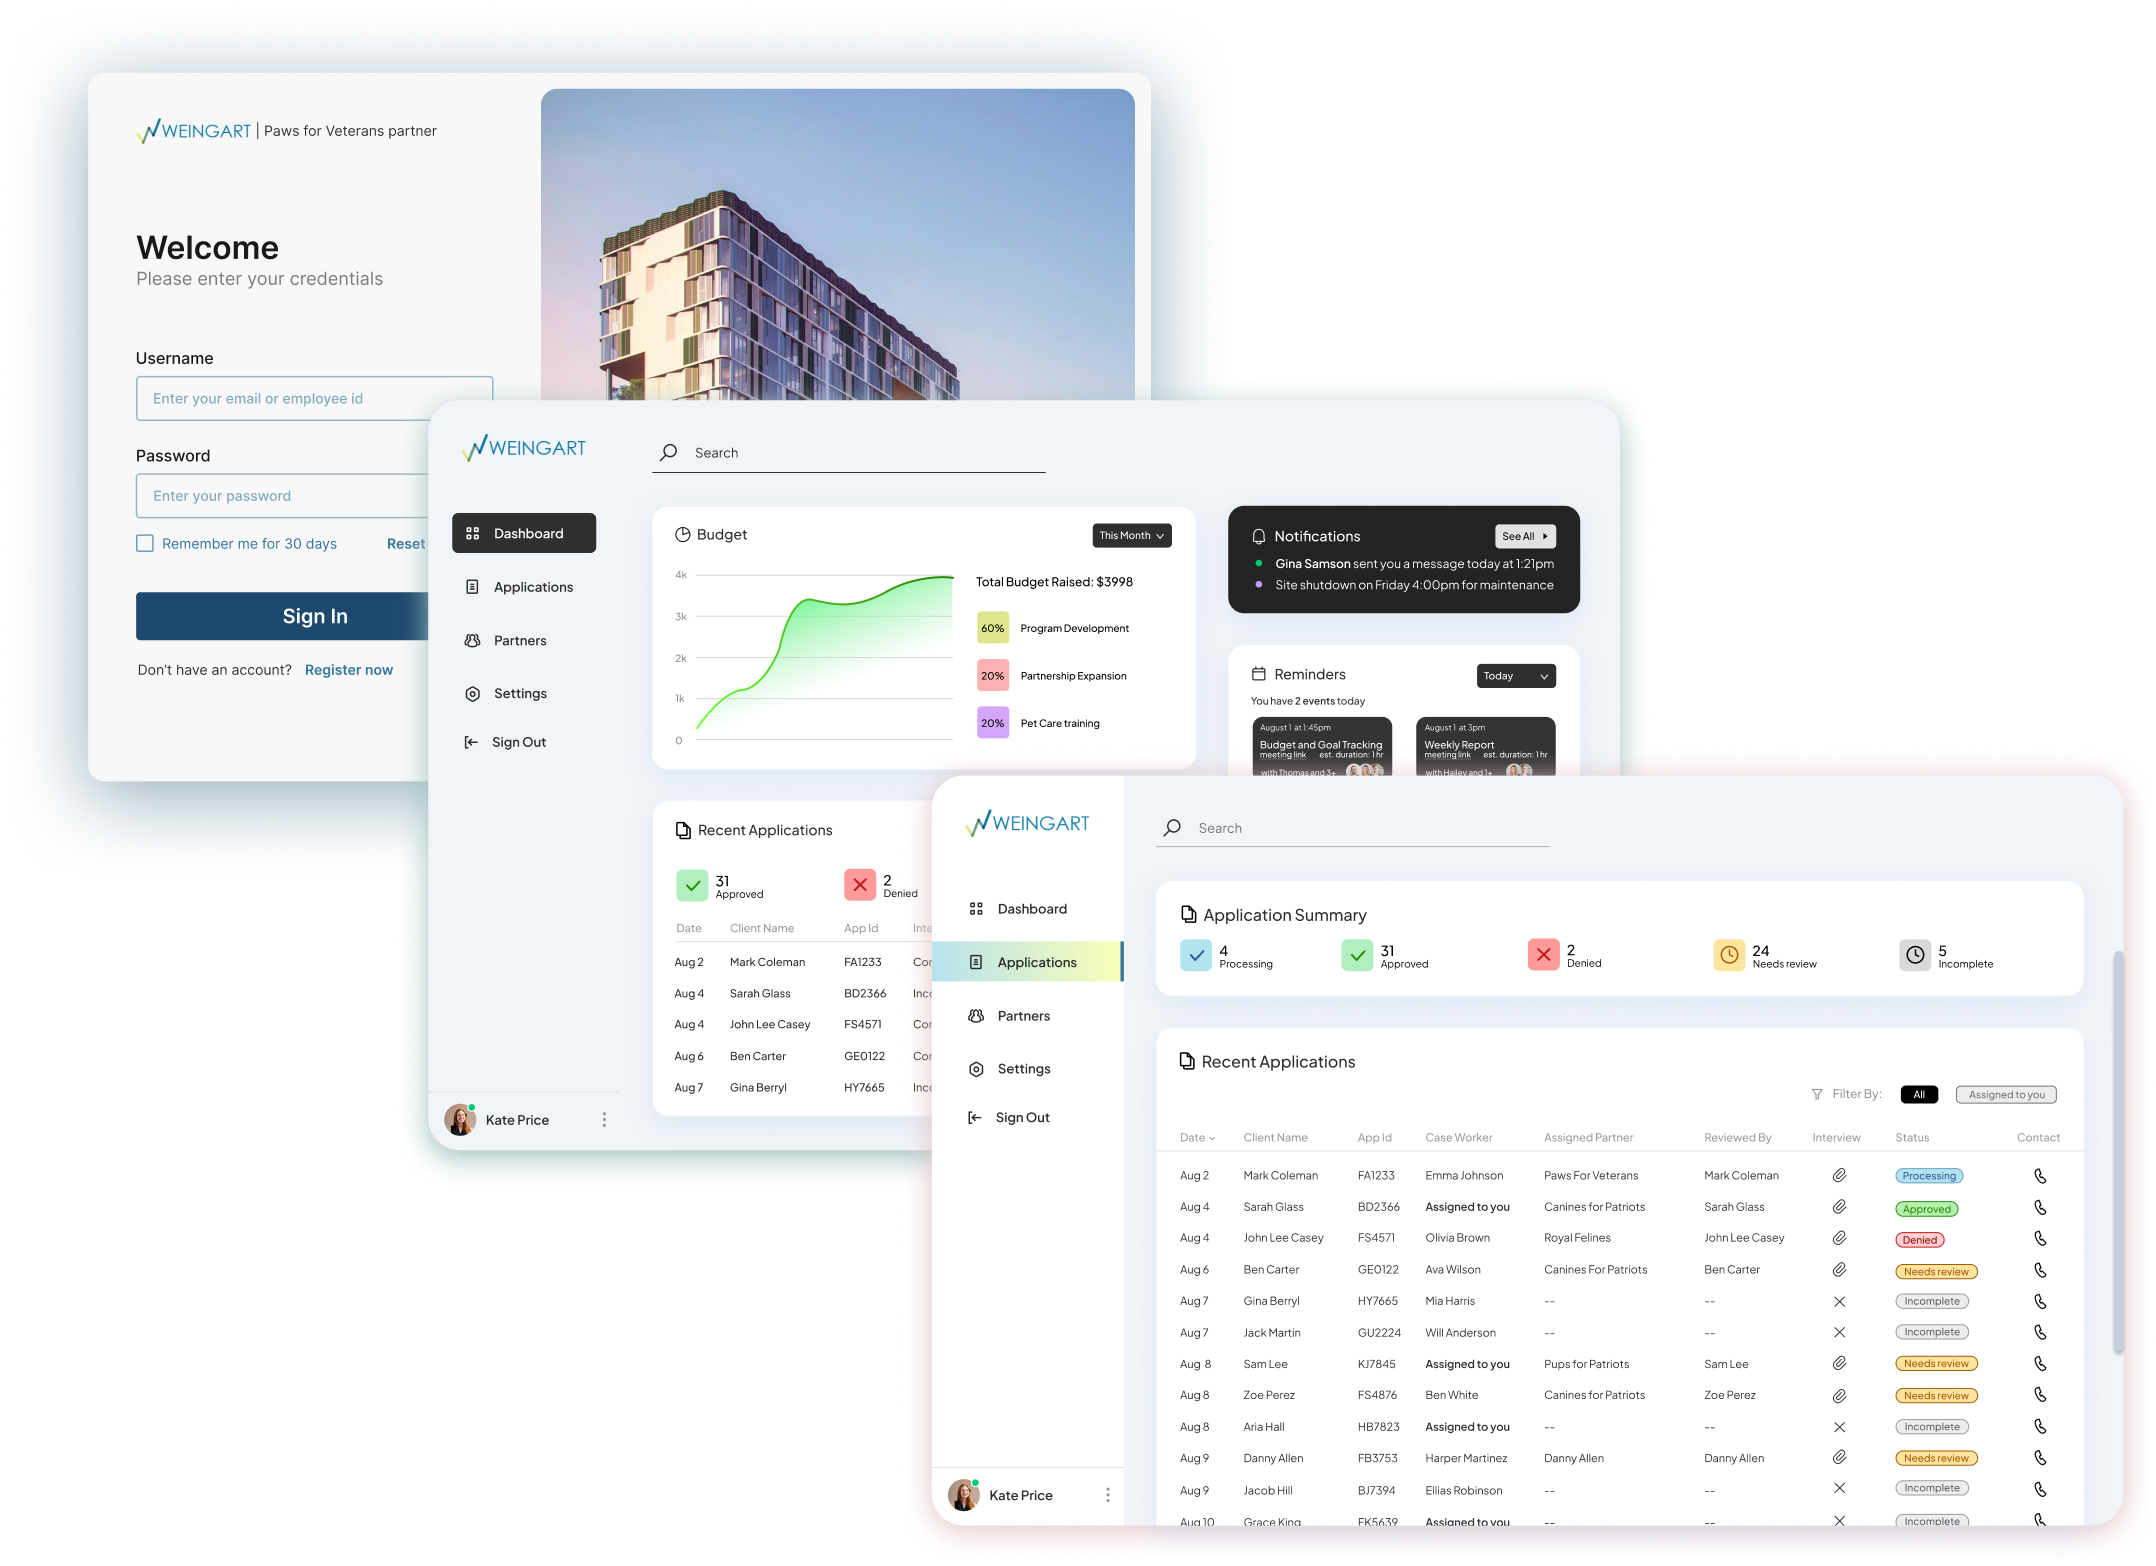 WEINGART | Paws for Veterans partner
Welcome
Please enter your credentials
Username
Enter your email or employee id
Password
Enter your password
Remember me for 30 days Reset
Sign In
Don't have an account? Register now
WEINGART
Search
Dashboard
Applications
Partners
Settings
Sign Out
Kate Price
Budget
This Month
4k
3k
2k
1k
0
Total Budget Raised: $3998
60% Program Development
20% Partnership Expansion
20% Pet Care training
Notifications
See All
Gina Samson sent you a message today at 1:21pm
Site shutdown on Friday 4:00pm for maintenance
Reminders
Today
You have 2 events today
August 1 at 1:45pm
Budget and Goal Tracking
meeting link est. duration: 1 hr
with Thomas and 3+
August 1 at 3pm
Weekly Report
meeting link est. duration: 1 hr
with Hailey and 1+
Recent Applications
31 Approved
2 Denied
Date Client Name App Id Inte
Aug 2 Mark Coleman FA1233 Cor
Aug 4 Sarah Glass BD2366 Inc
Aug 4 John Lee Casey FS4571 Cor
Aug 6 Ben Carter GE0122 Cor
Aug 7 Gina Berryl HY7665 Inc
WEINGART
Search
Dashboard
Applications
Partners
Settings
Sign Out
Kate Price
Application Summary
4 Processing
31 Approved
2 Denied
24 Needs review
5 Incomplete
Recent Applications
Filter By: All Assigned to you
Date Client Name App Id Case Worker Assigned Partner Reviewed By Interview Status Contact
Aug 2 Mark Coleman FA1233 Emma Johnson Paws For Veterans Mark Coleman Processing
Aug 4 Sarah Glass BD2366 Assigned to you Canines for Patriots Sarah Glass Approved
Aug 4 John Lee Casey FS4571 Olivia Brown Royal Felines John Lee Casey Denied
Aug 6 Ben Carter GE0122 Ava Wilson Canines For Patriots Ben Carter Needs review
Aug 7 Gina Berryl HY7665 Mia Harris -- -- Incomplete
Aug 7 Jack Martin GU2224 Will Anderson -- -- Incomplete
Aug 8 Sam Lee KJ7845 Assigned to you Pups for Patriots Sam Lee Needs review
Aug 8 Zoe Perez FS4876 Ben White Canines for Patriots Zoe Perez Needs review
Aug 8 Aria Hall HB7823 Assigned to you -- -- Incomplete
Aug 9 Danny Allen FB3753 Harper Martinez Danny Allen Danny Allen Needs review
Aug 9 Jacob Hill BJ7394 Ellias Robinson -- -- Incomplete
Aug 10 Grace King FK5639 Assigned to you -- -- Incomplete